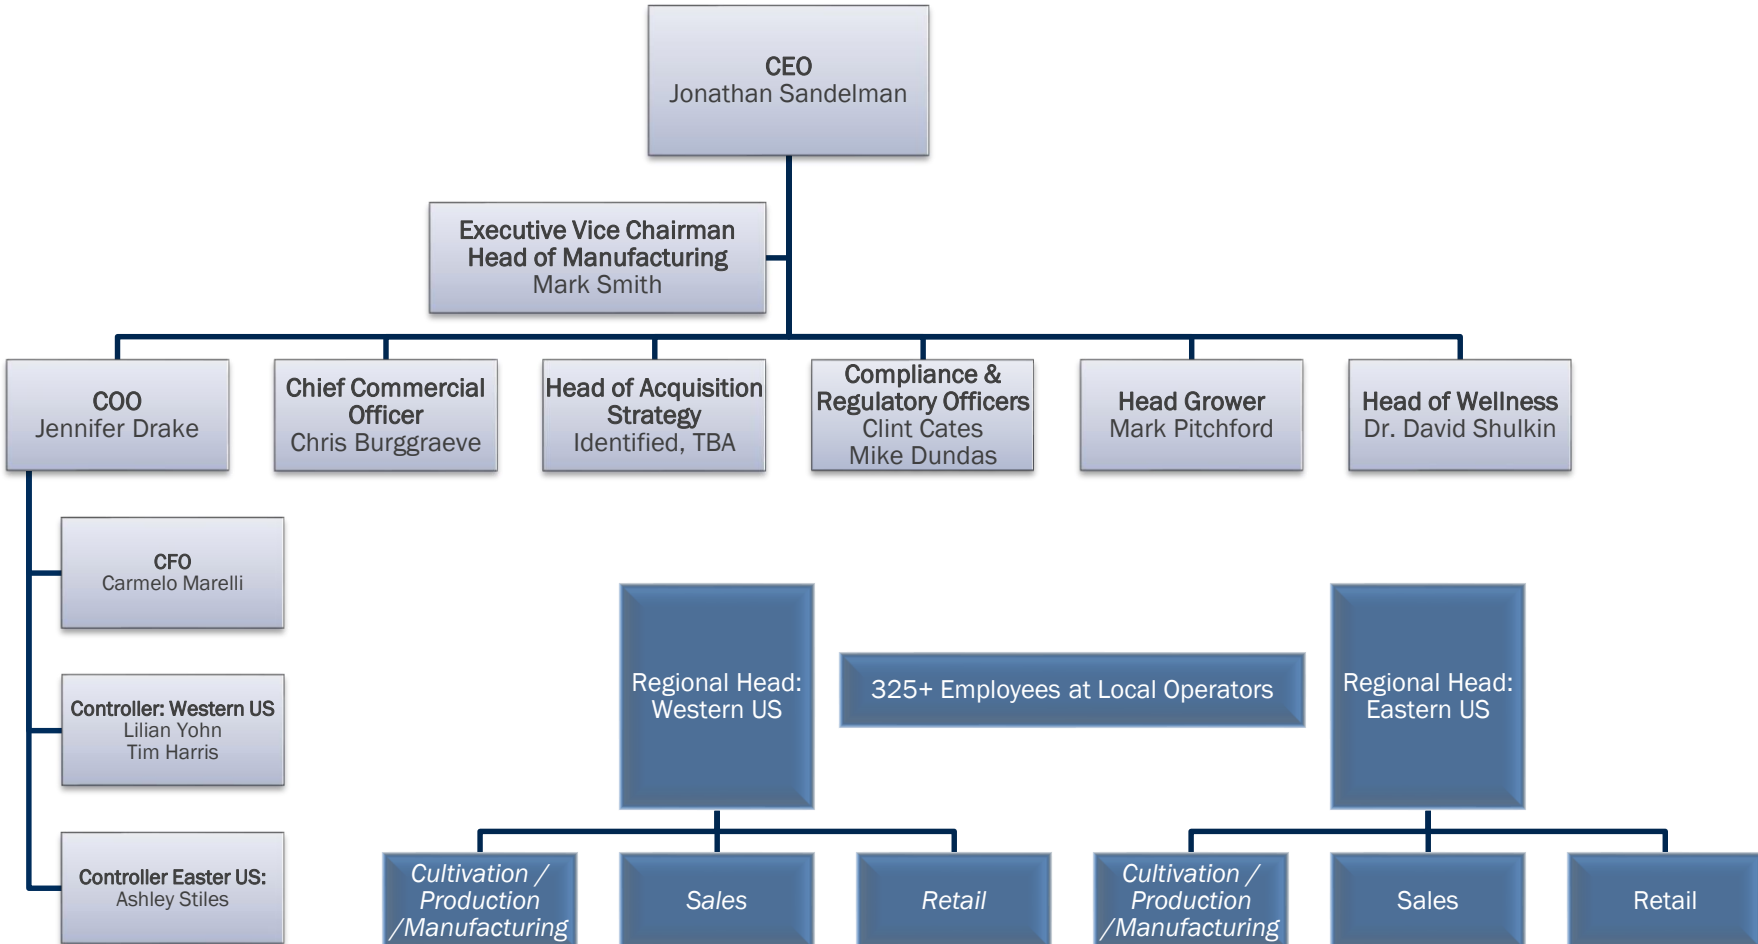 CEO
Jonathan Sandelman
Executive Vice Chairman
Head of Manufacturing
Mark Smith
COO
Jennifer Drake
Chief Commercial
Officer
Chris Burggraeve
Head of Acquisition
Strategy
Identified, TBA
Compliance &
Regulatory Officers
Clint Cates
Mike Dundas
Head Grower
Mark Pitchford
Head of Wellness
Dr. David Shulkin
CFO
Carmelo Marelli
Controller: Western US
Lilian Yohn
Tim Harris
Controller Easter US:
Ashley Stiles
Regional Head:
Western US
325+ Employees at Local Operators
Regional Head:
Eastern US
Cultivation /
Production
/Manufacturing
Sales
Retail
Cultivation /
Production
/Manufacturing
Sales
Retail